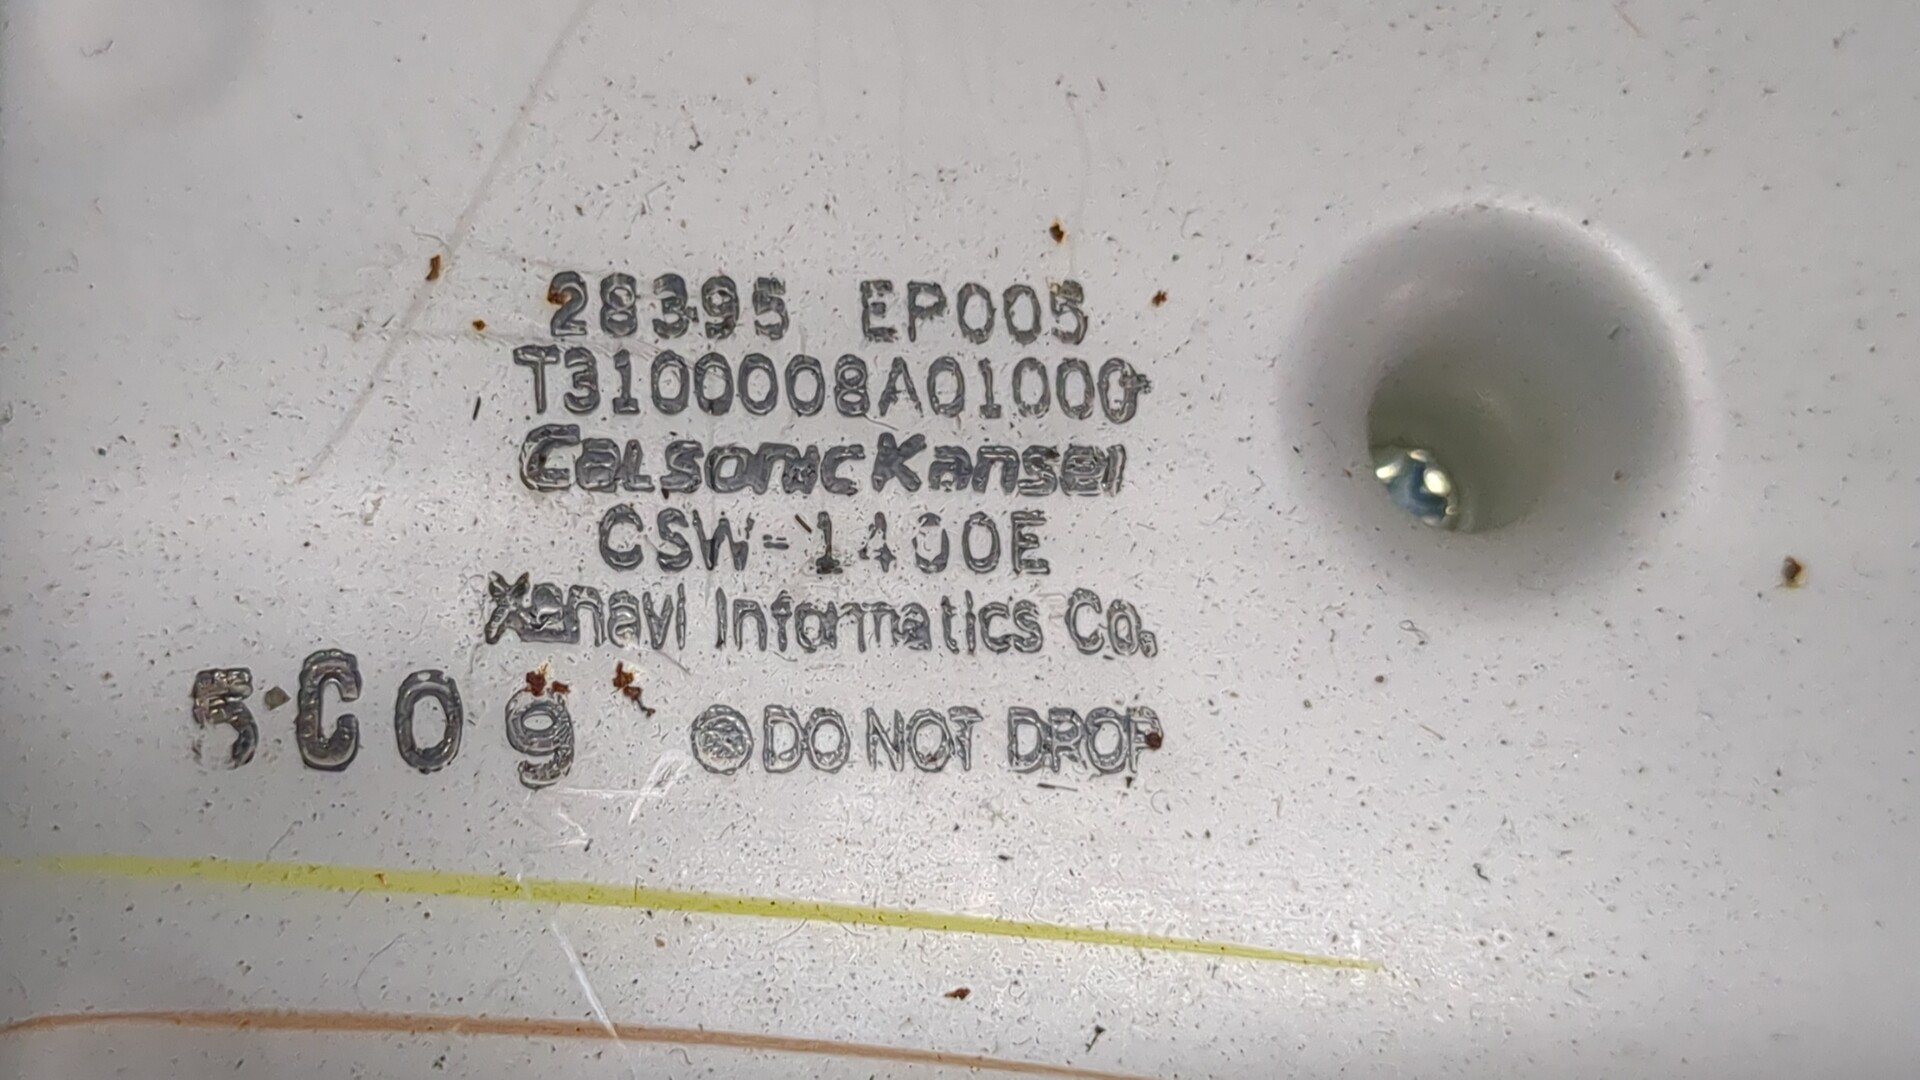 28395 EP005
T3100008A01000
CalsonicKansei
CSW-1400E
Xanavi Informatics Co.
5C09 DO NOT DROP